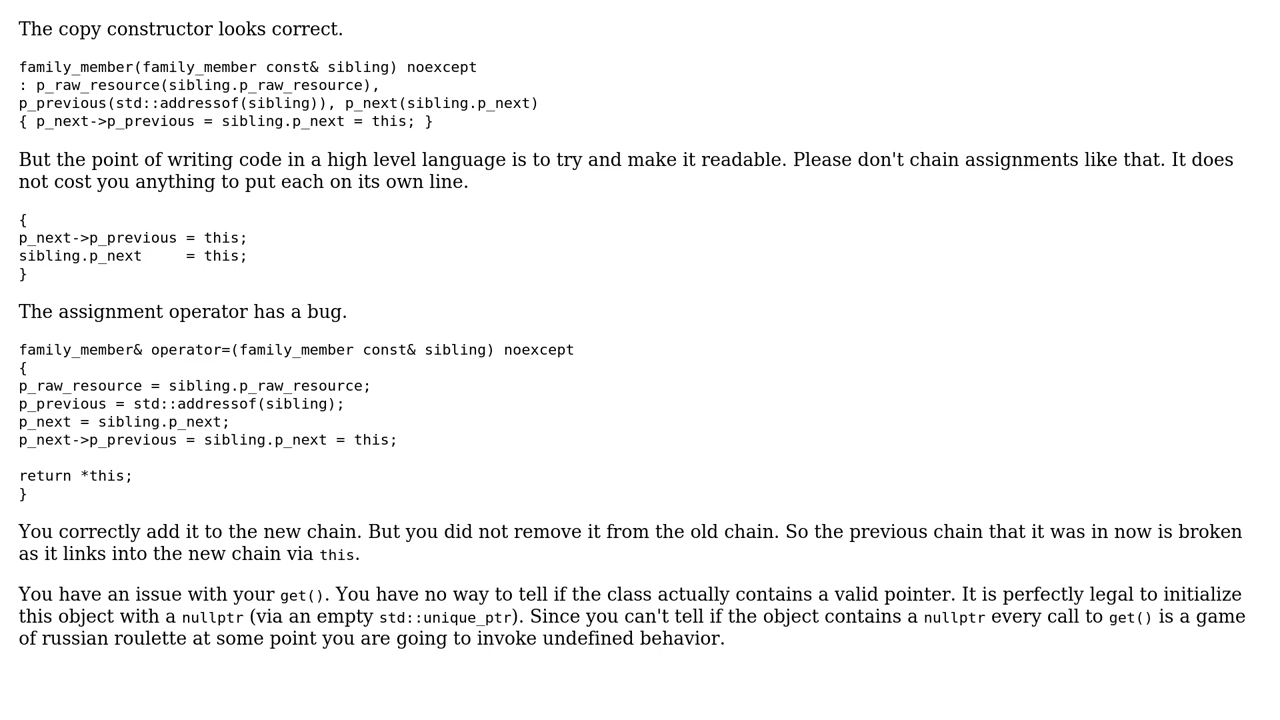 The copy constructor looks correct.
family_member(family_member const& sibling) noexcept
: p_raw_resource(sibling.p_raw_resource),
p_previous(std::addressof(sibling)), p_next(sibling.p_next)
{ p_next->p_previous = sibling.p_next = this; }
But the point of writing code in a high level language is to try and make it readable. Please don't chain assignments like that. It does
not cost you anything to put each on its own line.
{
p_next->p_previous = this;
sibling.p_next     = this;
}
The assignment operator has a bug.
family_member& operator=(family_member const& sibling) noexcept
{
p_raw_resource = sibling.p_raw_resource;
p_previous = std::addressof(sibling);
p_next = sibling.p_next;
p_next->p_previous = sibling.p_next = this;
return *this;
}
You correctly add it to the new chain. But you did not remove it from the old chain. So the previous chain that it was in now is broken
as it links into the new chain via this.
You have an issue with your get(). You have no way to tell if the class actually contains a valid pointer. It is perfectly legal to initialize
this object with a nullptr (via an empty std::unique_ptr). Since you can't tell if the object contains a nullptr every call to get() is a game
of russian roulette at some point you are going to invoke undefined behavior.